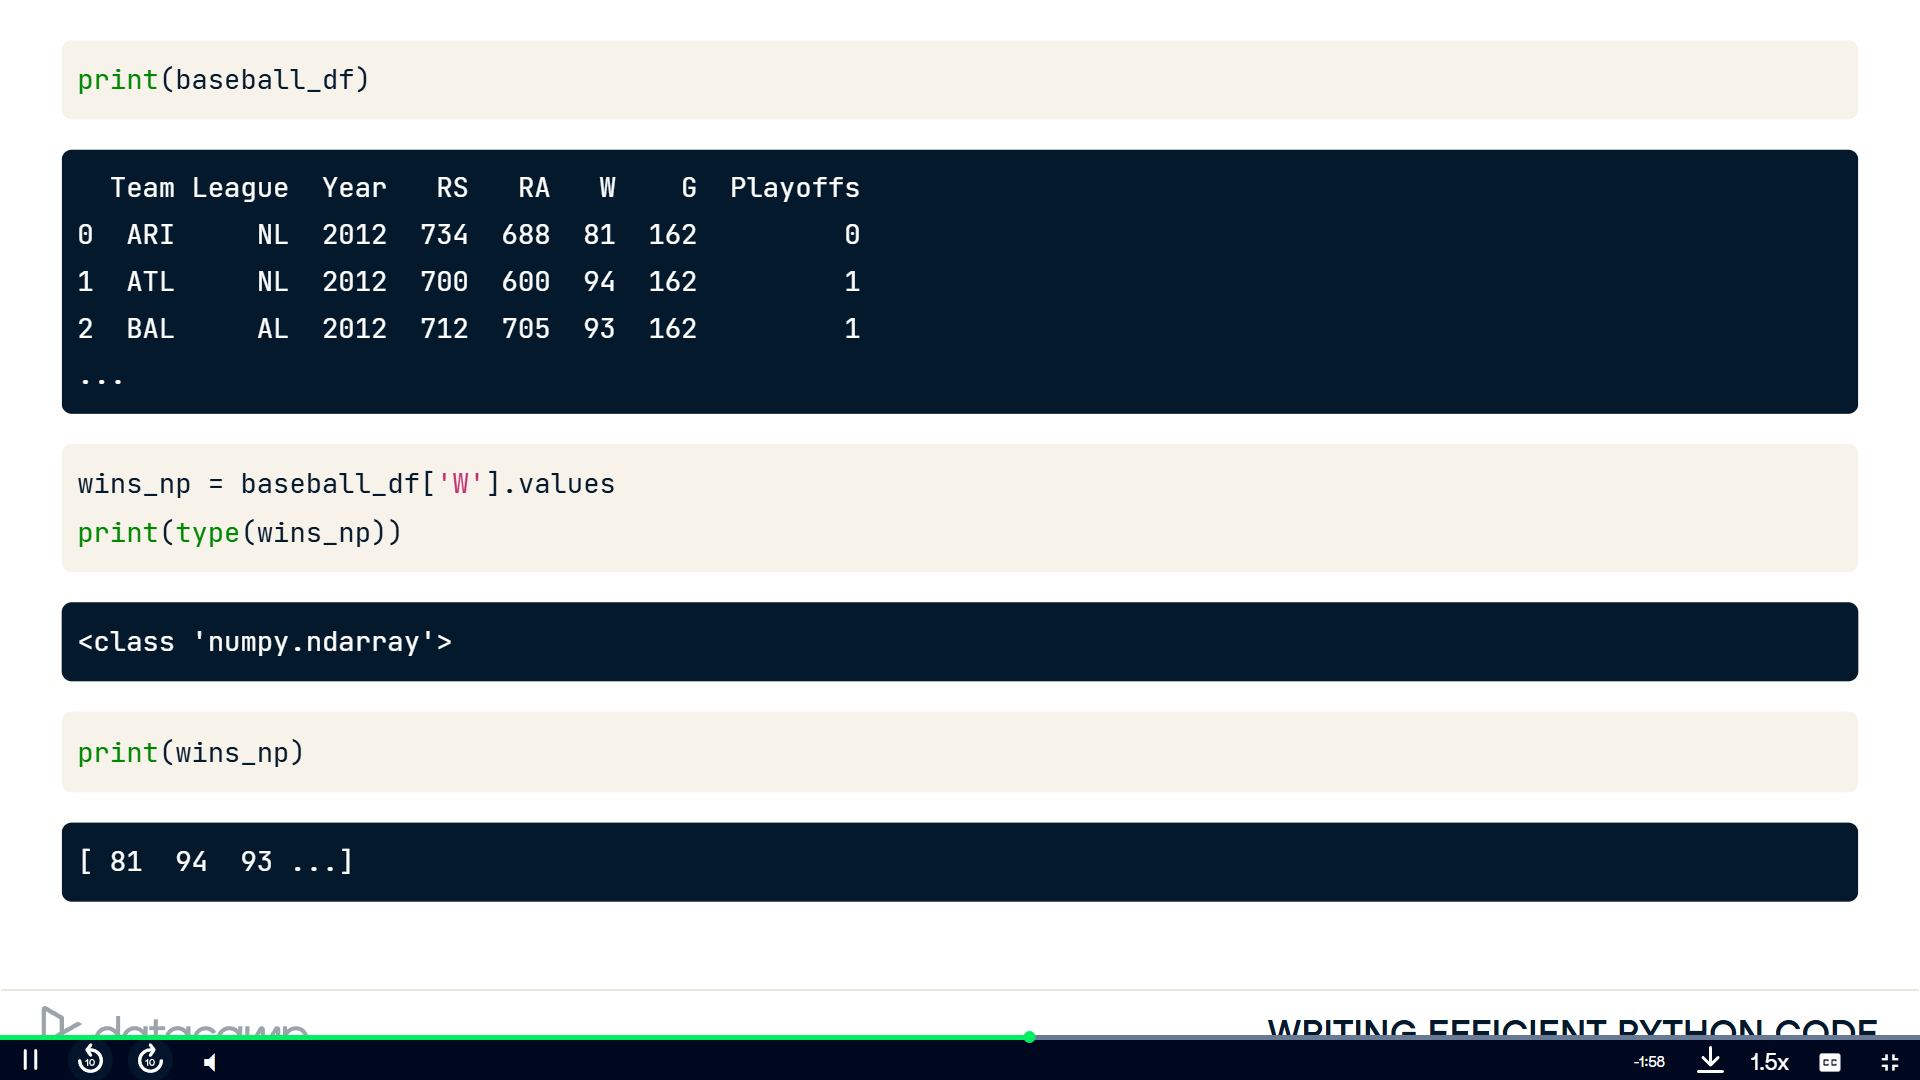 print(baseball_df)
  Team League  Year   RS   RA   W    G  Playoffs
0  ARI     NL  2012  734  688  81  162         0
1  ATL     NL  2012  700  600  94  162         1
2  BAL     AL  2012  712  705  93  162         1
...
wins_np = baseball_df['W'].values
print(type(wins_np))
<class 'numpy.ndarray'>
print(wins_np)
[ 81  94  93 ...]
datacamp
WRITING EFFICIENT PYTHON CODE
10 10 -1:58 1.5x CC